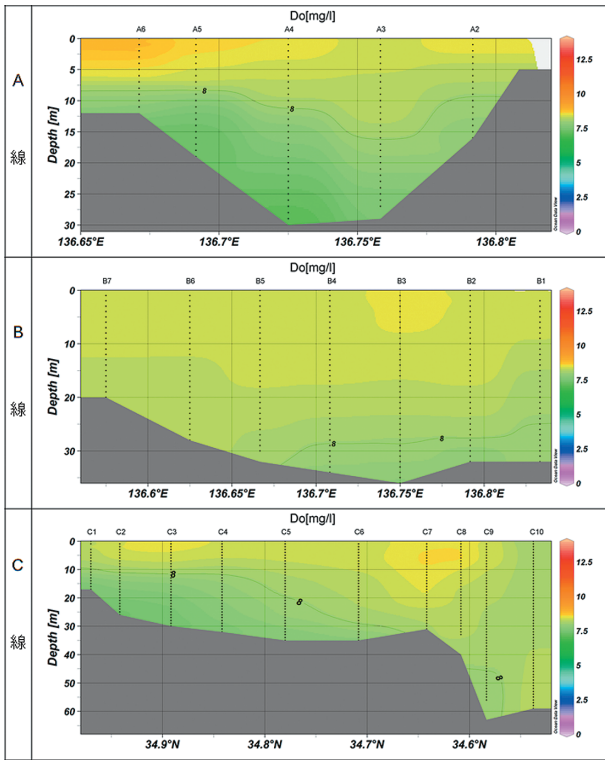 A
線
Do[mg/l]
A6 A5 A4 A3 A2
Depth [m]
0
5
10
15
20
25
30
8 8
136.65°E 136.7°E 136.75°E 136.8°E
Ocean Data View
12.5
10
7.5
5
2.5
0
B
線
Do[mg/l]
B7 B6 B5 B4 B3 B2 B1
Depth [m]
0
10
20
30
8 8
136.6°E 136.65°E 136.7°E 136.75°E 136.8°E
Ocean Data View
12.5
10
7.5
5
2.5
0
C
線
Do[mg/l]
C1 C2 C3 C4 C5 C6 C7 C8 C9 C10
Depth [m]
0
10
20
30
40
50
60
8 8 8
34.9°N 34.8°N 34.7°N 34.6°N
Ocean Data View
12.5
10
7.5
5
2.5
0